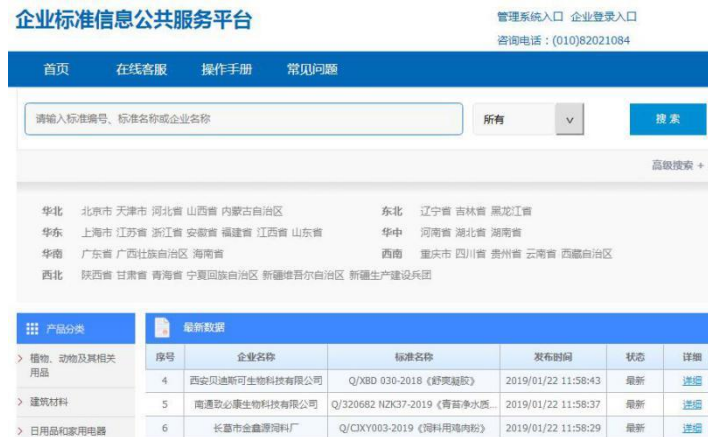 企业标准信息公共服务平台
管理系统入口 企业登录入口
咨询电话：(010)82021084
首页 在线客服 操作手册 常见问题
请输入标准编号、标准名称或企业名称 所有 搜索
高级搜索 +
华北 北京市 天津市 河北省 山西省 内蒙古自治区 东北 辽宁省 吉林省 黑龙江省
华东 上海市 江苏省 浙江省 安徽省 福建省 江西省 山东省 华中 河南省 湖北省 湖南省
华南 广东省 广西壮族自治区 海南省 西南 重庆市 四川省 贵州省 云南省 西藏自治区
西北 陕西省 甘肃省 青海省 宁夏回族自治区 新疆维吾尔自治区 新疆生产建设兵团
产品分类 最新数据
植物、动物及其相关用品
建筑材料
日用品和家用电器
序号 企业名称 标准名称 发布时间 状态 详细
4 西安贝迪斯可生物科技有限公司 Q/XBD 030-2018《舒爽凝胶》 2019/01/22 11:58:43 最新 详细
5 南通致必康生物科技有限公司 Q/320682 NZK37-2019《青苔净水质... 2019/01/22 11:58:37 最新 详细
6 长葛市金鑫源饲料厂 Q/CJXY003-2019《饲料用鸡肉粉》 2019/01/22 11:58:29 最新 详细